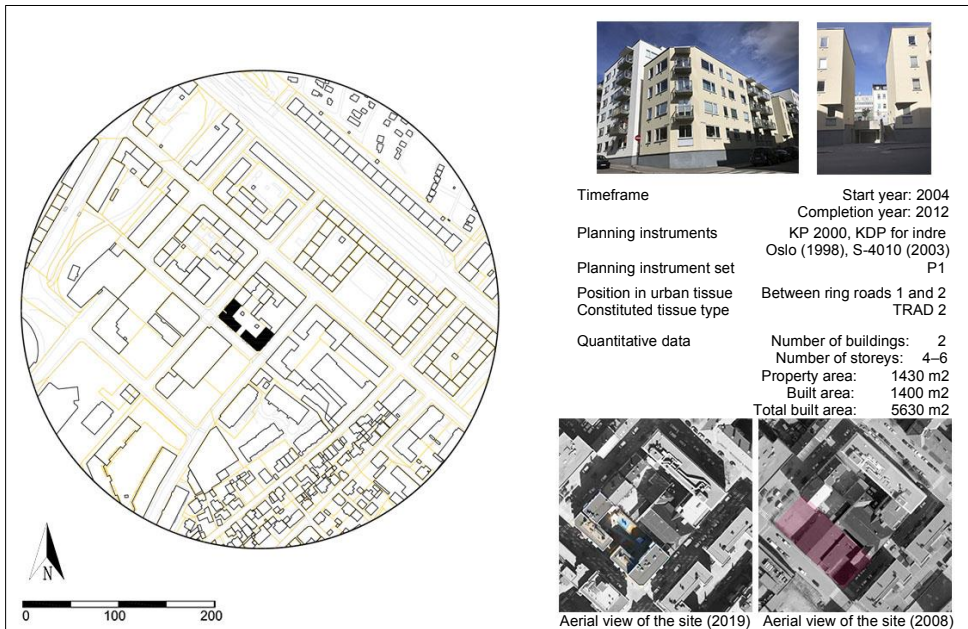 Timeframe Start year: 2004
Completion year: 2012
Planning instruments KP 2000, KDP for indre
Oslo (1998), S-4010 (2003)
Planning instrument set P1
Position in urban tissue Between ring roads 1 and 2
Constituted tissue type TRAD 2
Quantitative data Number of buildings: 2
Number of storeys: 4–6
Property area: 1430 m2
Built area: 1400 m2
Total built area: 5630 m2
N
0 100 200
Aerial view of the site (2019) Aerial view of the site (2008)